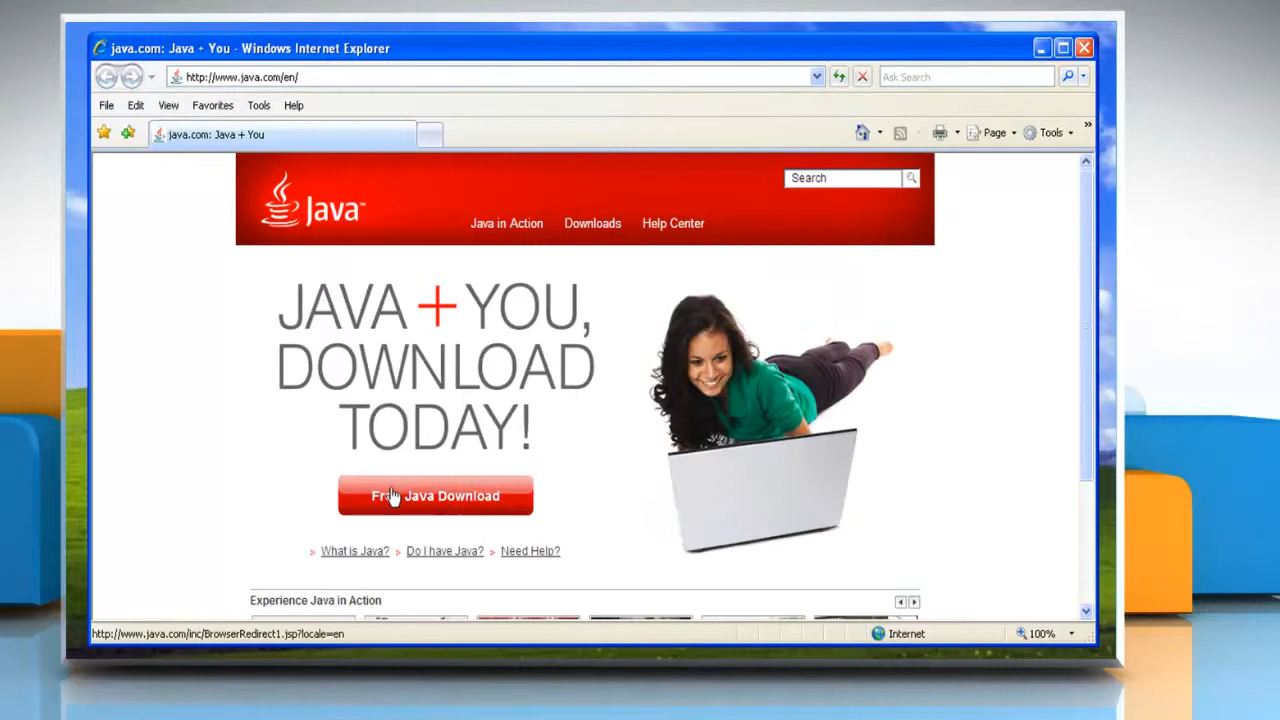 java.com: Java + You - Windows Internet Explorer
http://www.java.com/en/
Ask Search
File Edit View Favorites Tools Help
java.com: Java + You
Page Tools
Search
Java™
Java in Action Downloads Help Center
JAVA + YOU,
DOWNLOAD
TODAY!
Java Download
» What is Java? » Do I have Java? » Need Help?
Experience Java in Action
http://www.java.com/inc/BrowserRedirect1.jsp?locale=en
Internet
100%